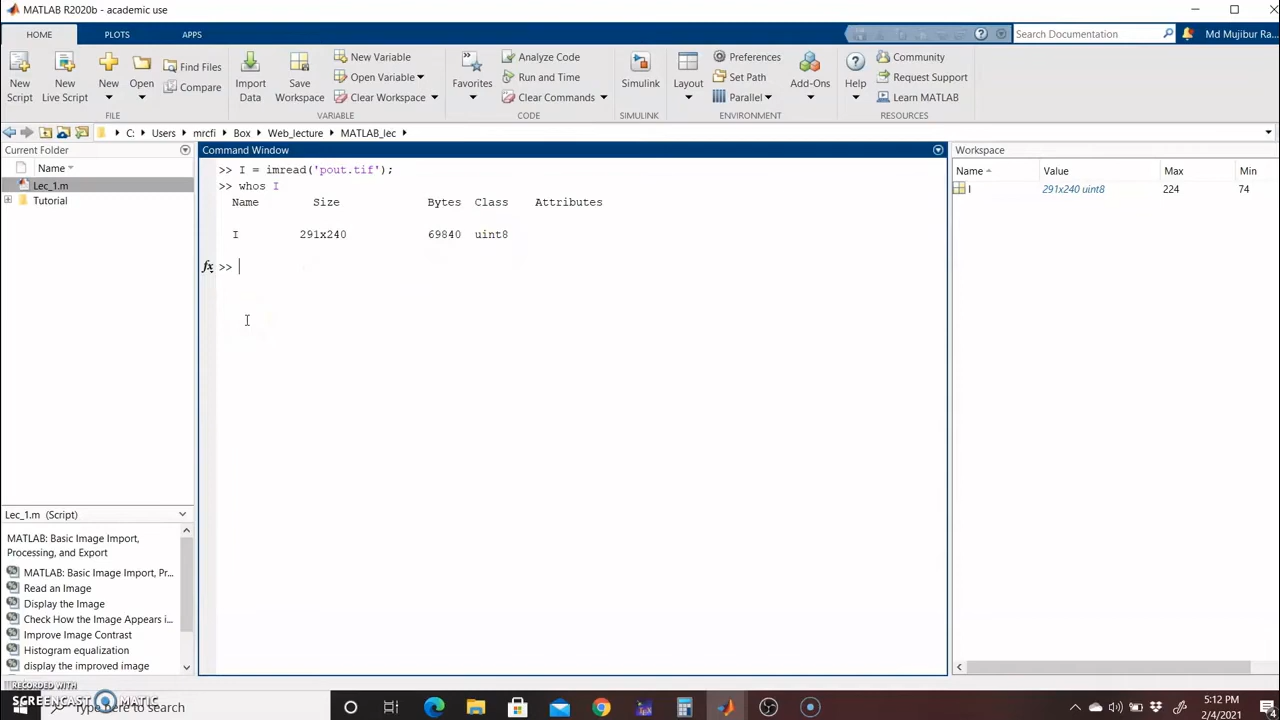 MATLAB R2020b - academic use
HOME PLOTS APPS
Search Documentation
Md Mujibur Ra...
New Script
New Live Script
New
Open
Find Files
Compare
Import Data
Save Workspace
New Variable
Open Variable
Clear Workspace
Favorites
Analyze Code
Run and Time
Clear Commands
Simulink
Layout
Preferences
Set Path
Parallel
Add-Ons
Help
Community
Request Support
Learn MATLAB
FILE VARIABLE CODE SIMULINK ENVIRONMENT RESOURCES
C: Users mrcfi Box Web_lecture MATLAB_lec
Current Folder
Name
Lec_1.m
Tutorial
Lec_1.m (Script)
MATLAB: Basic Image Import,
Processing, and Export
MATLAB: Basic Image Import, Pr...
Read an Image
Display the Image
Check How the Image Appears i...
Improve Image Contrast
Histogram equalization
display the improved image
Command Window
>> I = imread('pout.tif');
>> whos I
Name Size Bytes Class Attributes
I 291x240 69840 uint8
fx >>
Workspace
Name Value Max Min
I 291x240 uint8 224 74
RECORDED WITH
SCREENCAST MATIC
Type here to search
5:12 PM
2/4/2021
4